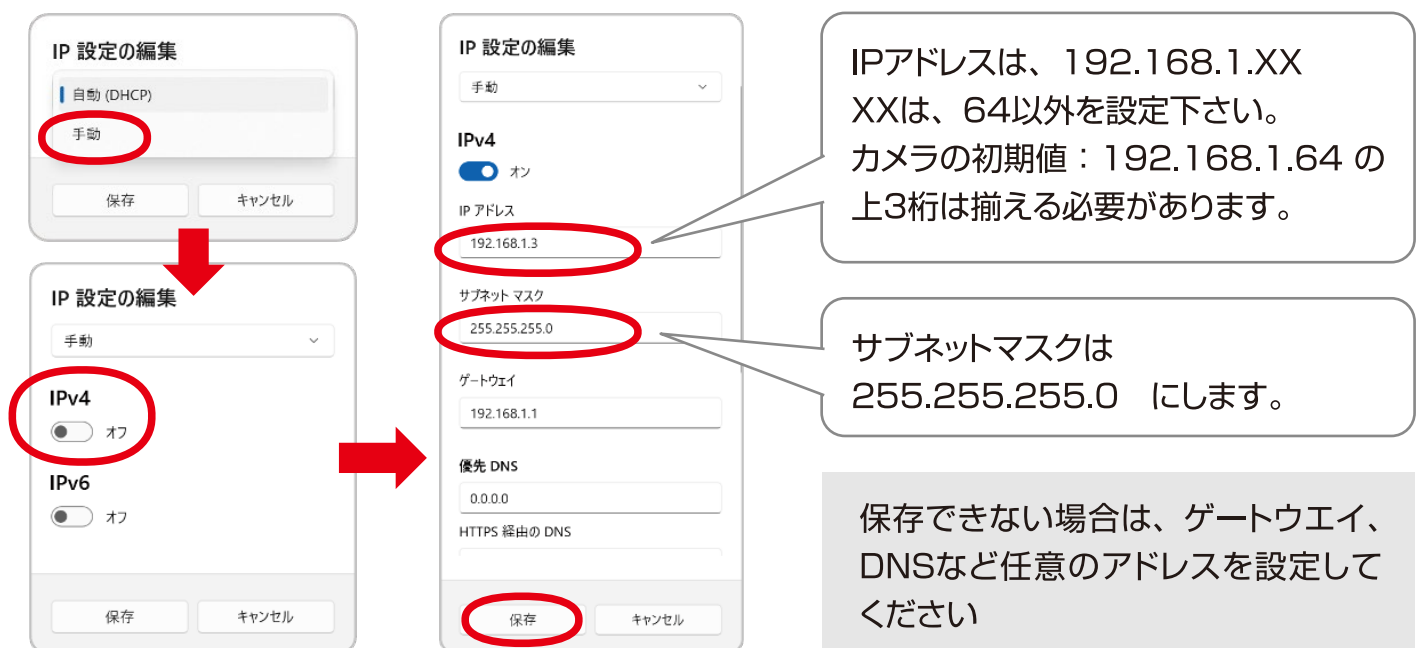 IP 設定の編集
自動 (DHCP)
手動
保存
キャンセル
IP 設定の編集
手動
IPv4
オフ
IPv6
オフ
保存
キャンセル
IP 設定の編集
手動
IPv4
オン
IP アドレス
192.168.1.3
サブネット マスク
255.255.255.0
ゲートウェイ
192.168.1.1
優先 DNS
0.0.0.0
HTTPS 経由の DNS
保存
キャンセル
IPアドレスは、192.168.1.XX
XXは、64以外を設定下さい。
カメラの初期値：192.168.1.64 の
上3桁は揃える必要があります。
サブネットマスクは
255.255.255.0　にします。
保存できない場合は、ゲートウエイ、
DNSなど任意のアドレスを設定して
ください